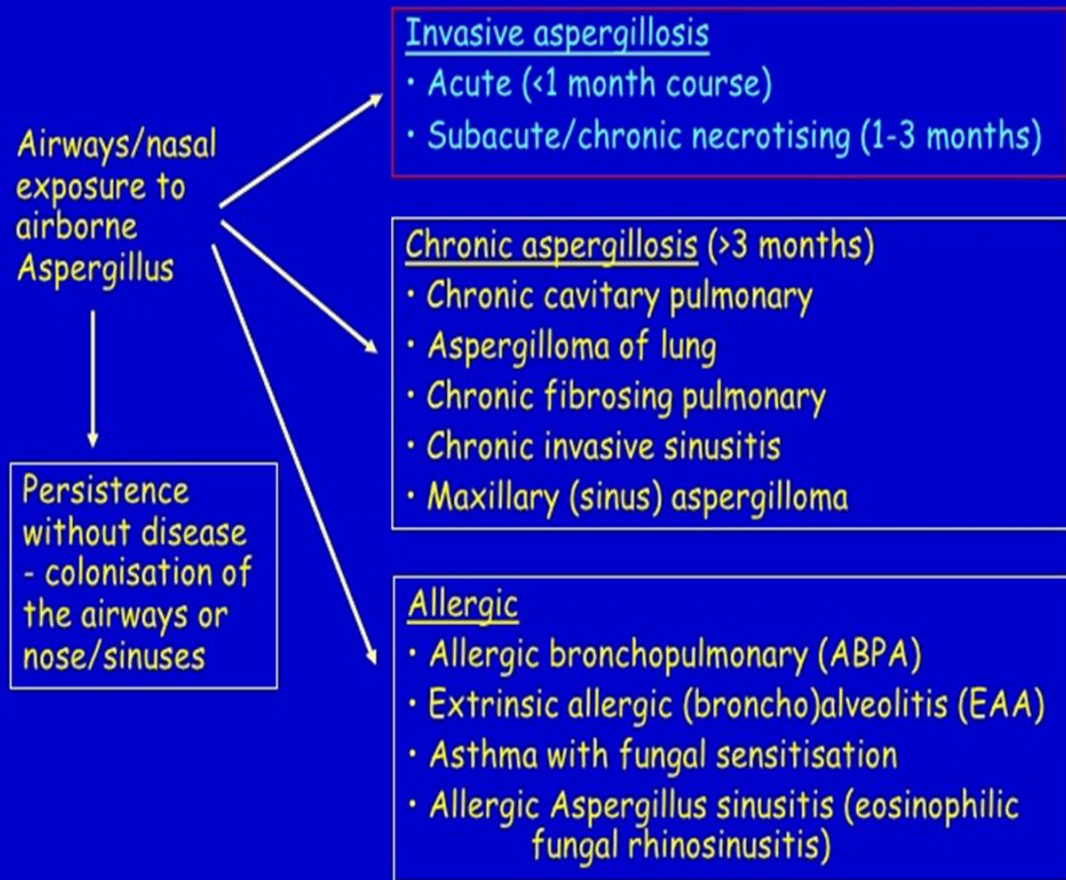 Airways/nasal
exposure to
airborne
Aspergillus
Persistence
without disease
- colonisation of
the airways or
nose/sinuses
Invasive aspergillosis
• Acute (<1 month course)
• Subacute/chronic necrotising (1-3 months)
Chronic aspergillosis (>3 months)
• Chronic cavitary pulmonary
• Aspergilloma of lung
• Chronic fibrosing pulmonary
• Chronic invasive sinusitis
• Maxillary (sinus) aspergilloma
Allergic
• Allergic bronchopulmonary (ABPA)
• Extrinsic allergic (broncho)alveolitis (EAA)
• Asthma with fungal sensitisation
• Allergic Aspergillus sinusitis (eosinophilic
fungal rhinosinusitis)